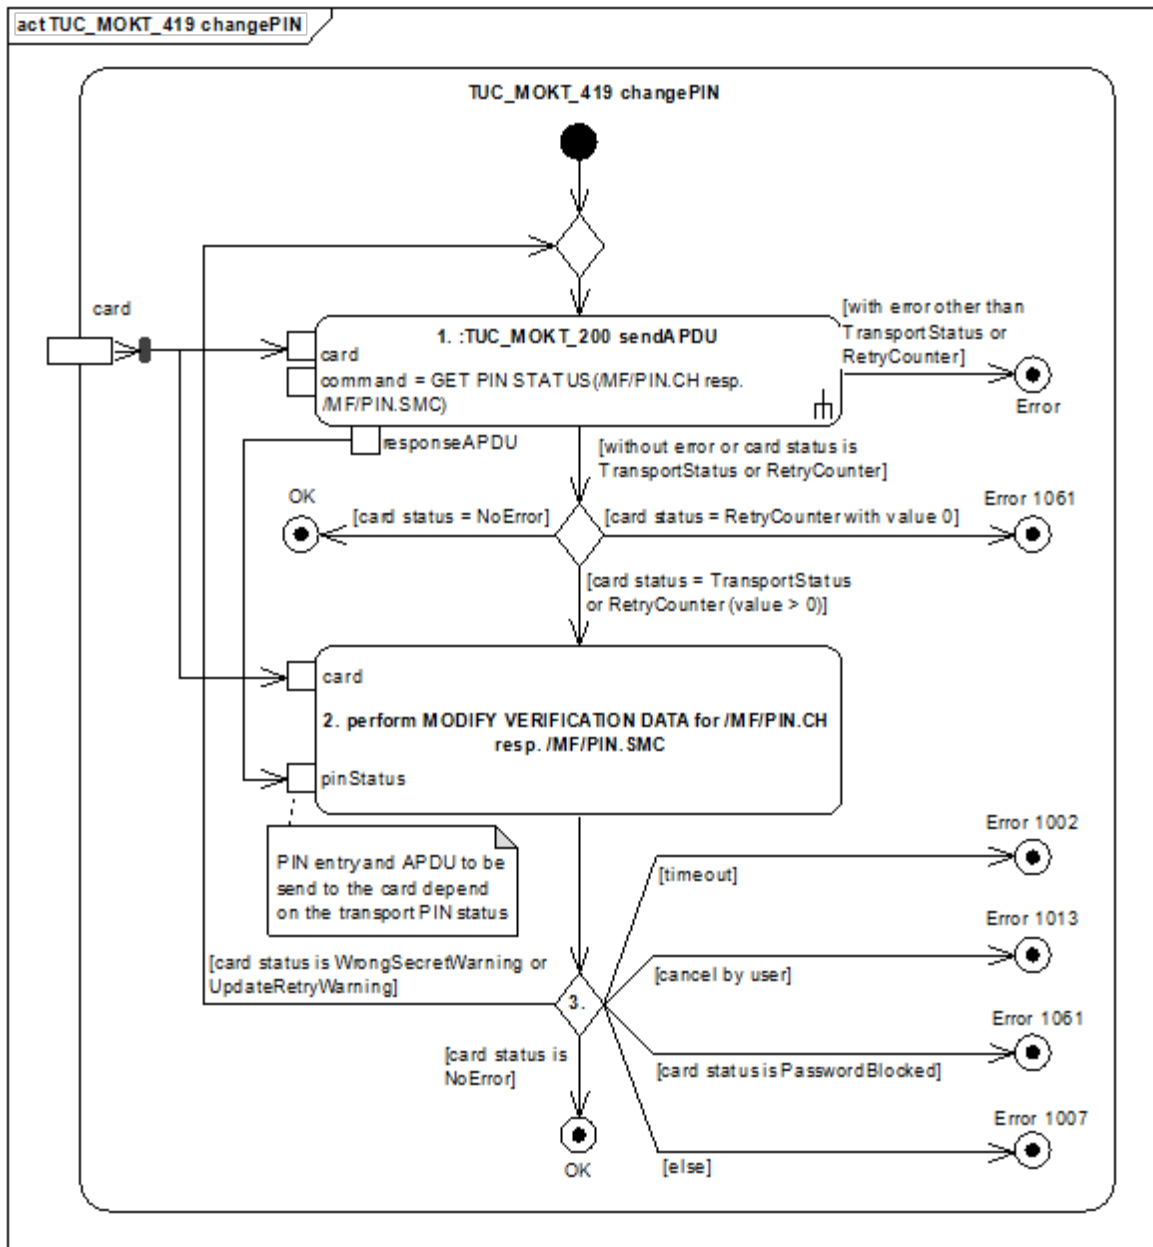 act TUC_MOKT_419 changePIN
TUC_MOKT_419 changePIN
card
[with error other than
TransportStatus or
RetryCounter]
1. :TUC_MOKT_200 sendAPDU
card
command = GET PIN STATUS(/MF/PIN.CH resp.
/MF/PIN.SMC)
Error
responseAPDU
[without error or card status is
TransportStatus or RetryCounter]
OK
[card status = NoError]
[card status = RetryCounter with value 0]
Error 1061
[card status = TransportStatus
or RetryCounter (value > 0)]
card
2. perform MODIFY VERIFICATION DATA for /MF/PIN.CH
resp. /MF/PIN.SMC
pinStatus
PIN entry and APDU to be
send to the card depend
on the transport PIN status
Error 1002
[timeout]
Error 1013
[cancel by user]
[card status is WrongSecretWarning or
UpdateRetryWarning]
3.
Error 1061
[card status is PasswordBlocked]
[card status is
NoError]
Error 1007
[else]
OK